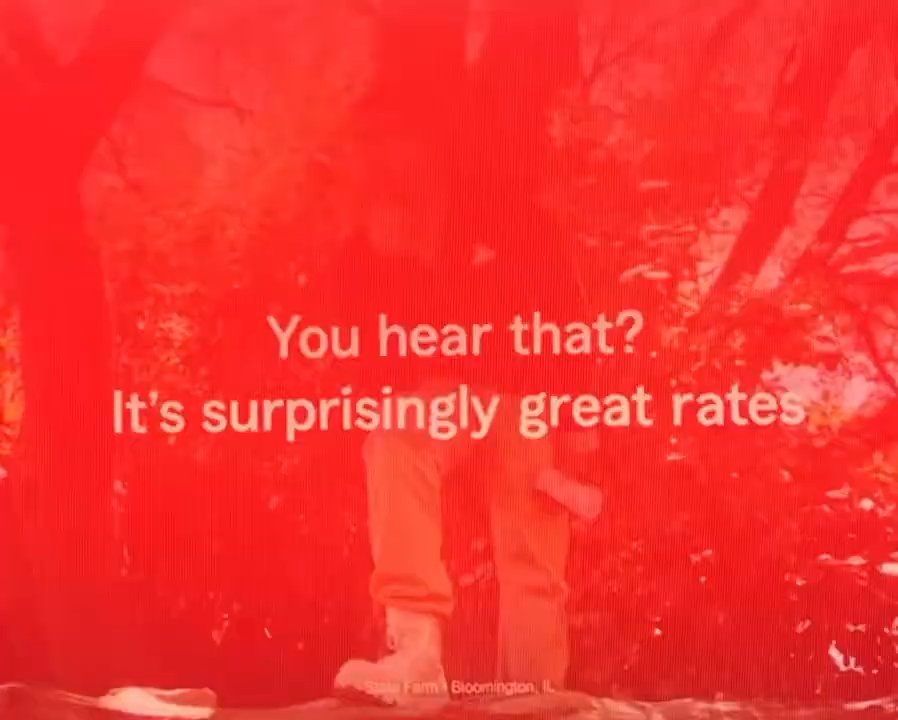 You hear that?
It's surprisingly great rates
State Farm • Bloomington, IL